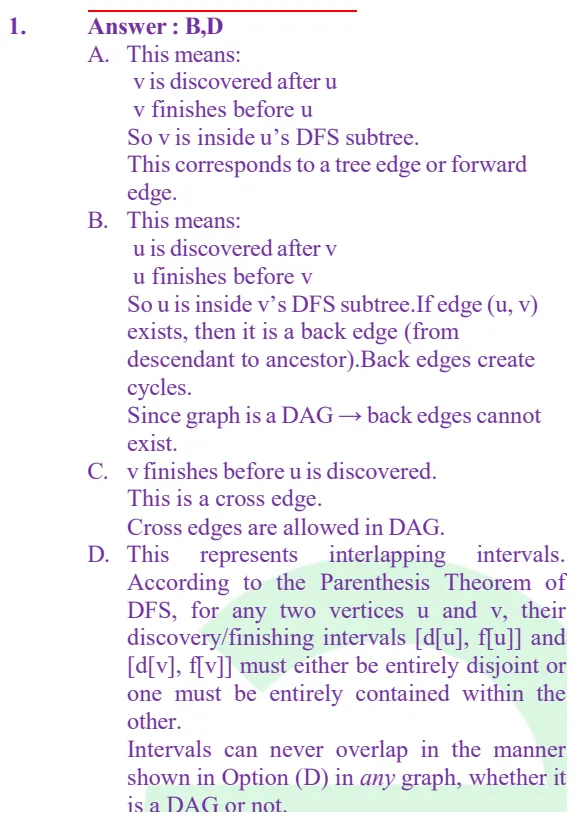 1. Answer : B,D
A. This means:
v is discovered after u
v finishes before u
So v is inside u’s DFS subtree.
This corresponds to a tree edge or forward
edge.
B. This means:
u is discovered after v
u finishes before v
So u is inside v’s DFS subtree.If edge (u, v)
exists, then it is a back edge (from
descendant to ancestor).Back edges create
cycles.
Since graph is a DAG → back edges cannot
exist.
C. v finishes before u is discovered.
This is a cross edge.
Cross edges are allowed in DAG.
D. This represents interlapping intervals.
According to the Parenthesis Theorem of
DFS, for any two vertices u and v, their
discovery/finishing intervals [d[u], f[u]] and
[d[v], f[v]] must either be entirely disjoint or
one must be entirely contained within the
other.
Intervals can never overlap in the manner
shown in Option (D) in any graph, whether it
is a DAG or not.